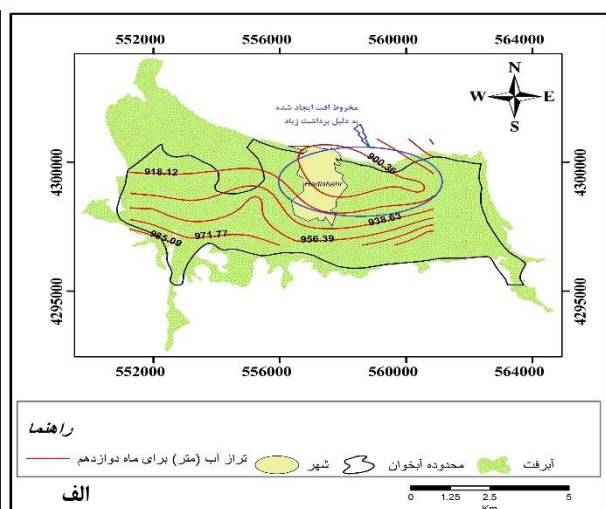 552000 556000 560000 564000
N
W E
S
مخروط افت ایجاد شده
به دلیل برداشت زیاد
4300000
4300000
900.36
918.12
Hadishahr
938.63
956.39
971.77
985.09
4295000
4295000
552000 556000 560000 564000
راهنما
آبرفت محدوده آبخوان شهر تراز آب (متر) برای ماه دوازدهم
الف
0 1.25 2.5 5
Km